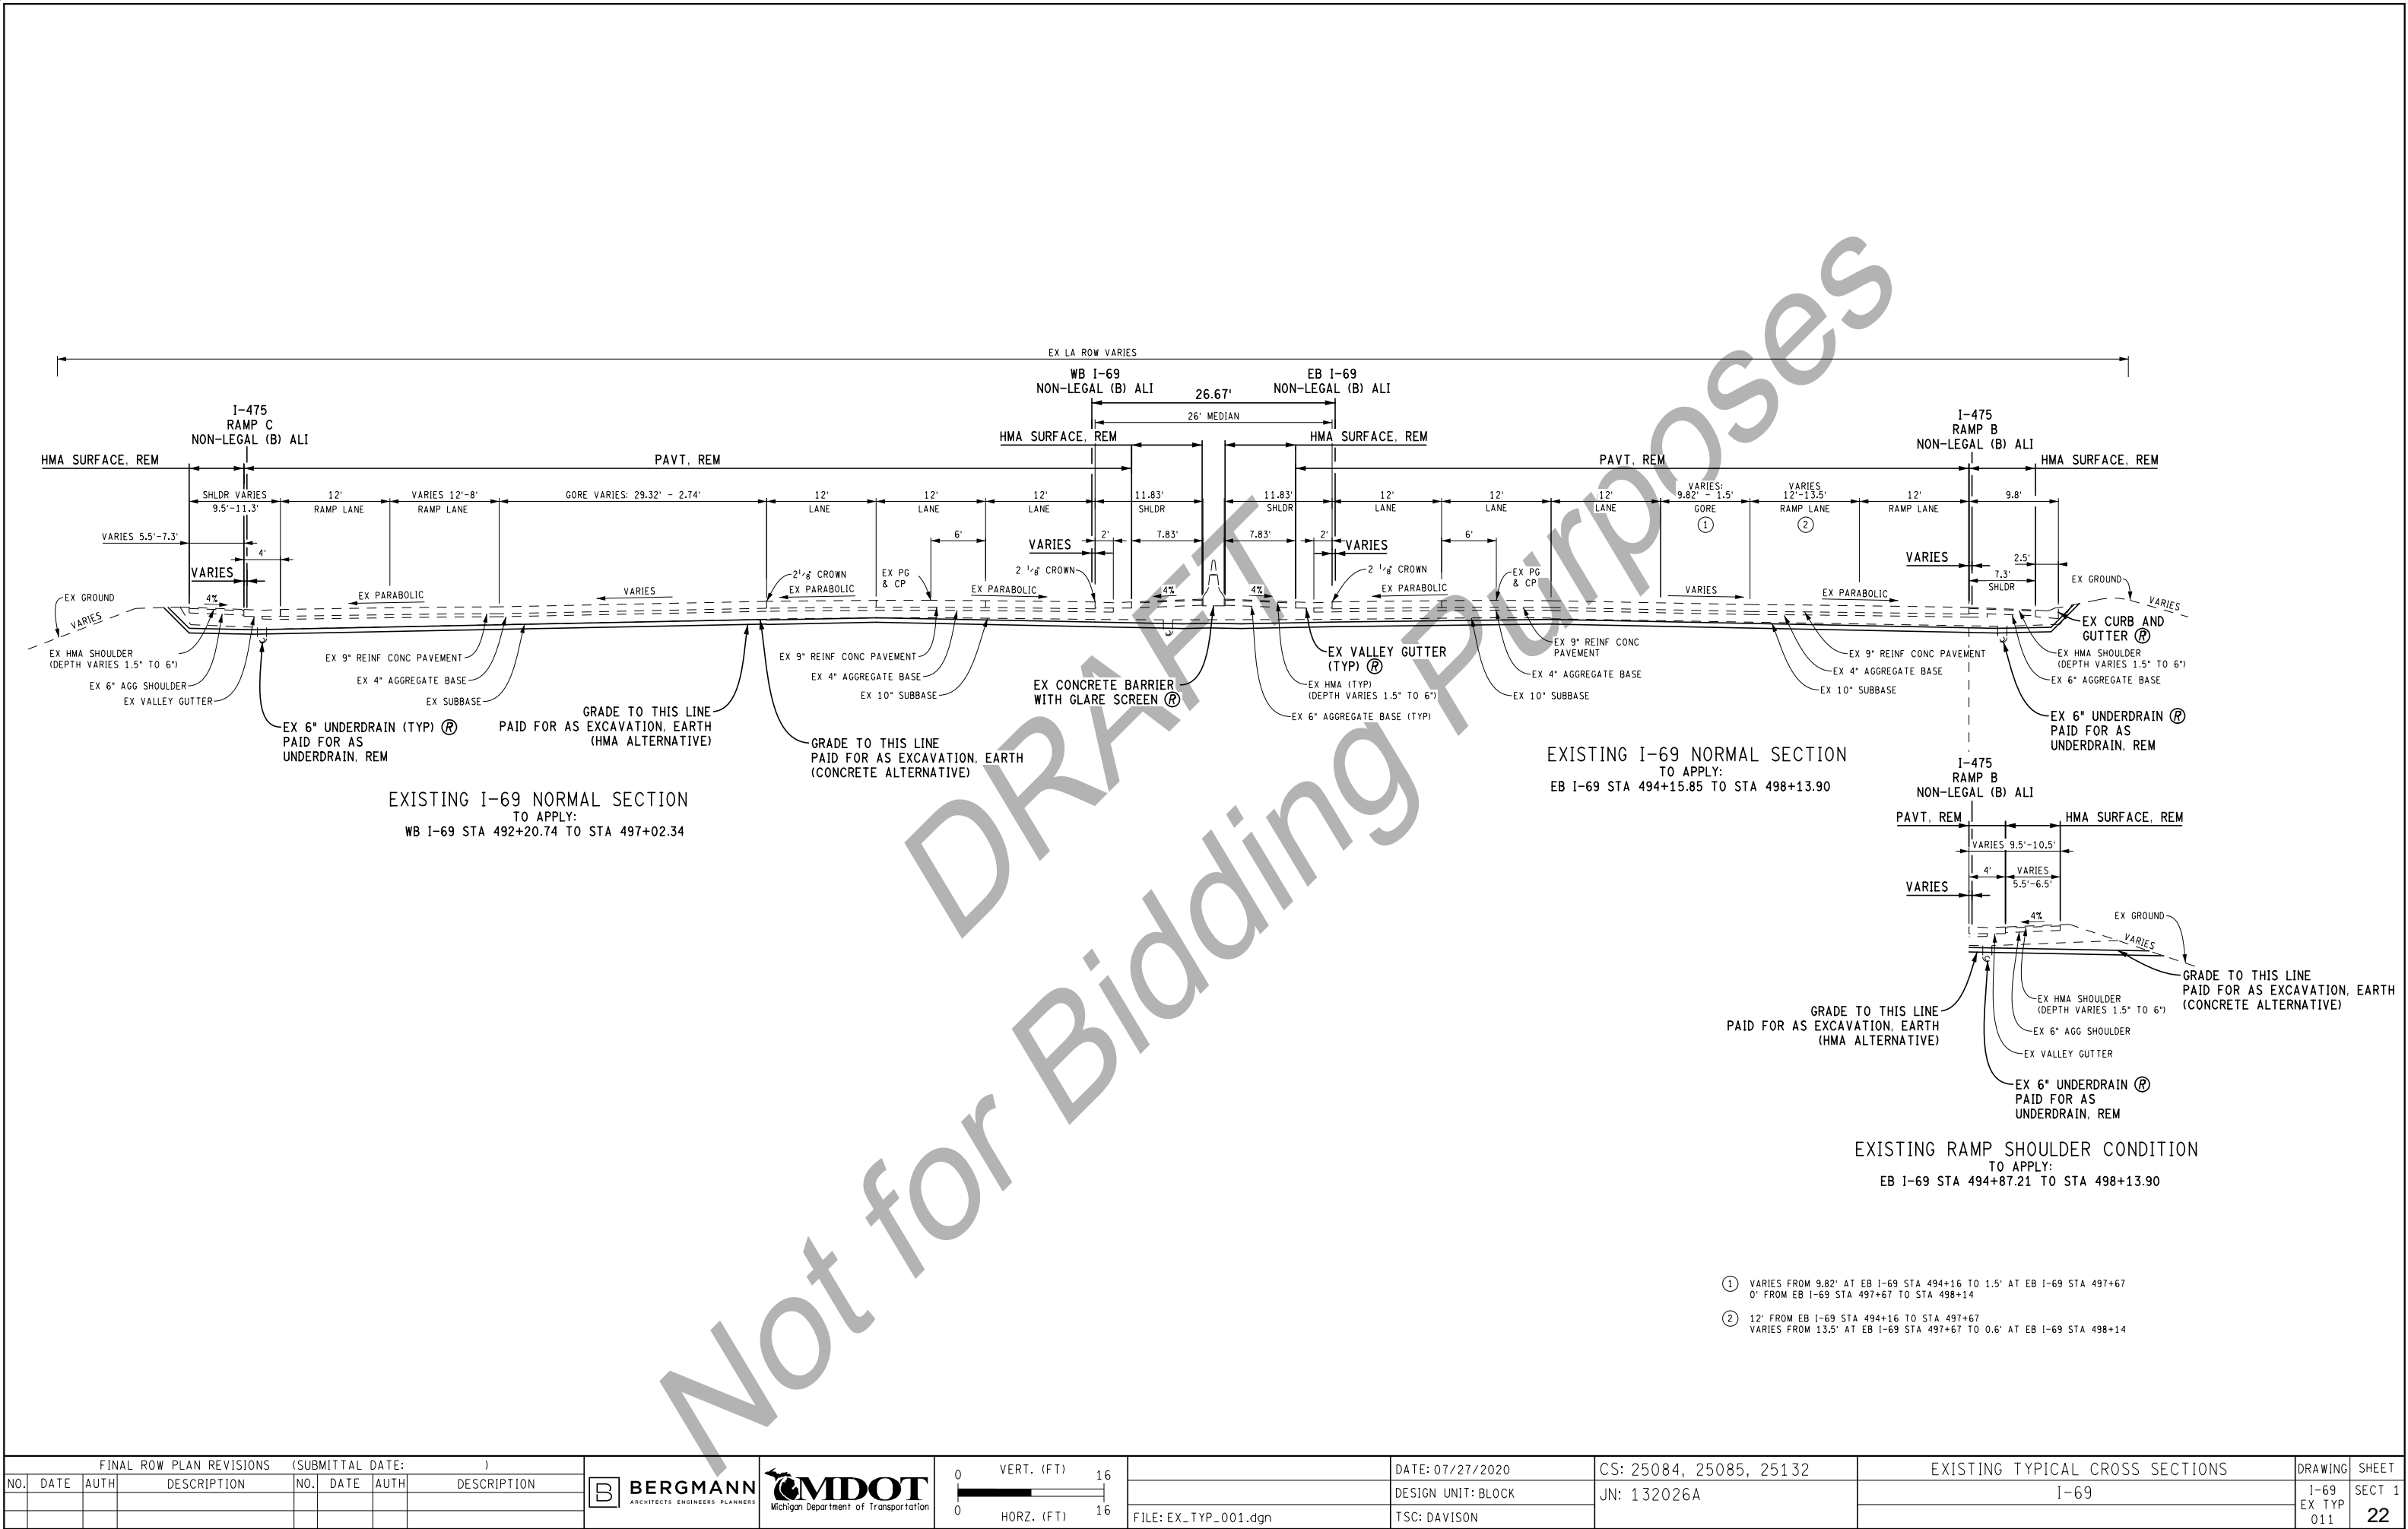 EX LA ROW VARIES
WB I-69
NON-LEGAL (B) ALI
EB I-69
NON-LEGAL (B) ALI
26.67'
26' MEDIAN
I-475
RAMP C
NON-LEGAL (B) ALI
I-475
RAMP B
NON-LEGAL (B) ALI
HMA SURFACE, REM
PAVT, REM
HMA SURFACE, REM
HMA SURFACE, REM
PAVT, REM
HMA SURFACE, REM
SHLDR VARIES
9.5'-11.3'
12'
RAMP LANE
VARIES 12'-8'
RAMP LANE
GORE VARIES: 29.32' - 2.74'
12'
LANE
12'
LANE
12'
LANE
11.83'
SHLDR
11.83'
SHLDR
12'
LANE
12'
LANE
12'
LANE
VARIES:
9.82' - 1.5'
GORE
1
VARIES
12'-13.5'
RAMP LANE
2
12'
RAMP LANE
9.8'
VARIES 5.5'-7.3'
4'
VARIES
6'
VARIES
2'
7.83'
7.83'
2'
VARIES
6'
VARIES
2.5'
7.3'
SHLDR
EX GROUND
VARIES
4%
EX PARABOLIC
VARIES
2 1/8" CROWN
EX PARABOLIC
EX PG
& CP
EX PARABOLIC
2 1/8" CROWN
4%
4%
2 1/8" CROWN
EX PARABOLIC
EX PG
& CP
VARIES
EX PARABOLIC
EX GROUND
VARIES
EX HMA SHOULDER
(DEPTH VARIES 1.5" TO 6")
EX 6" AGG SHOULDER
EX VALLEY GUTTER
EX 6" UNDERDRAIN (TYP) R
PAID FOR AS
UNDERDRAIN, REM
EX 9" REINF CONC PAVEMENT
EX 4" AGGREGATE BASE
EX SUBBASE
GRADE TO THIS LINE
PAID FOR AS EXCAVATION, EARTH
(HMA ALTERNATIVE)
EX 9" REINF CONC PAVEMENT
EX 4" AGGREGATE BASE
EX 10" SUBBASE
GRADE TO THIS LINE
PAID FOR AS EXCAVATION, EARTH
(CONCRETE ALTERNATIVE)
EX CONCRETE BARRIER
WITH GLARE SCREEN R
EX VALLEY GUTTER
(TYP) R
EX HMA (TYP)
(DEPTH VARIES 1.5" TO 6")
EX 6" AGGREGATE BASE (TYP)
EX 9" REINF CONC
PAVEMENT
EX 4" AGGREGATE BASE
EX 10" SUBBASE
EX 9" REINF CONC PAVEMENT
EX 4" AGGREGATE BASE
EX 10" SUBBASE
EX CURB AND
GUTTER R
EX HMA SHOULDER
(DEPTH VARIES 1.5" TO 6")
EX 6" AGGREGATE BASE
EX 6" UNDERDRAIN R
PAID FOR AS
UNDERDRAIN, REM
EXISTING I-69 NORMAL SECTION
TO APPLY:
WB I-69 STA 492+20.74 TO STA 497+02.34
EXISTING I-69 NORMAL SECTION
TO APPLY:
EB I-69 STA 494+15.85 TO STA 498+13.90
I-475
RAMP B
NON-LEGAL (B) ALI
PAVT, REM
HMA SURFACE, REM
VARIES 9.5'-10.5'
4'
VARIES
5.5'-6.5'
VARIES
4%
EX GROUND
VARIES
GRADE TO THIS LINE
PAID FOR AS EXCAVATION, EARTH
(CONCRETE ALTERNATIVE)
EX HMA SHOULDER
(DEPTH VARIES 1.5" TO 6")
EX 6" AGG SHOULDER
EX VALLEY GUTTER
GRADE TO THIS LINE
PAID FOR AS EXCAVATION, EARTH
(HMA ALTERNATIVE)
EX 6" UNDERDRAIN R
PAID FOR AS
UNDERDRAIN, REM
EXISTING RAMP SHOULDER CONDITION
TO APPLY:
EB I-69 STA 494+87.21 TO STA 498+13.90
1 VARIES FROM 9.82' AT EB I-69 STA 494+16 TO 1.5' AT EB I-69 STA 497+67
0' FROM EB I-69 STA 497+67 TO STA 498+14
2 12' FROM EB I-69 STA 494+16 TO STA 497+67
VARIES FROM 13.5' AT EB I-69 STA 497+67 TO 0.6' AT EB I-69 STA 498+14
DRAFT
Not for Bidding Purposes
FINAL ROW PLAN REVISIONS (SUBMITTAL DATE: )
NO. DATE AUTH DESCRIPTION NO. DATE AUTH DESCRIPTION
B BERGMANN
ARCHITECTS ENGINEERS PLANNERS
MDOT
Michigan Department of Transportation
VERT. (FT)
0 16
0 16
HORZ. (FT)
FILE: EX_TYP_001.dgn
DATE: 07/27/2020
DESIGN UNIT: BLOCK
TSC: DAVISON
CS: 25084, 25085, 25132
JN: 132026A
EXISTING TYPICAL CROSS SECTIONS
I-69
DRAWING
I-69
EX TYP
011
SHEET
SECT 1
22